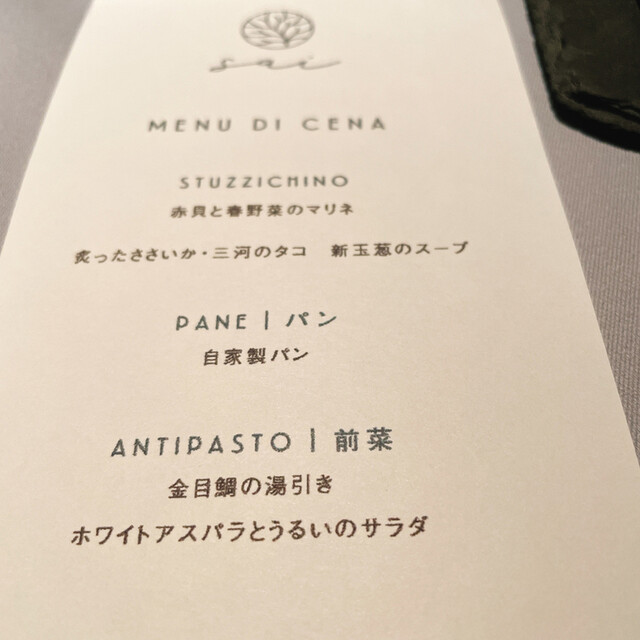 sai
MENU DI CENA
STUZZICHINO
赤貝と春野菜のマリネ
炙ったささいか・三河のタコ　新玉葱のスープ
PANE | パン
自家製パン
ANTIPASTO | 前菜
金目鯛の湯引き
ホワイトアスパラとうるいのサラダ